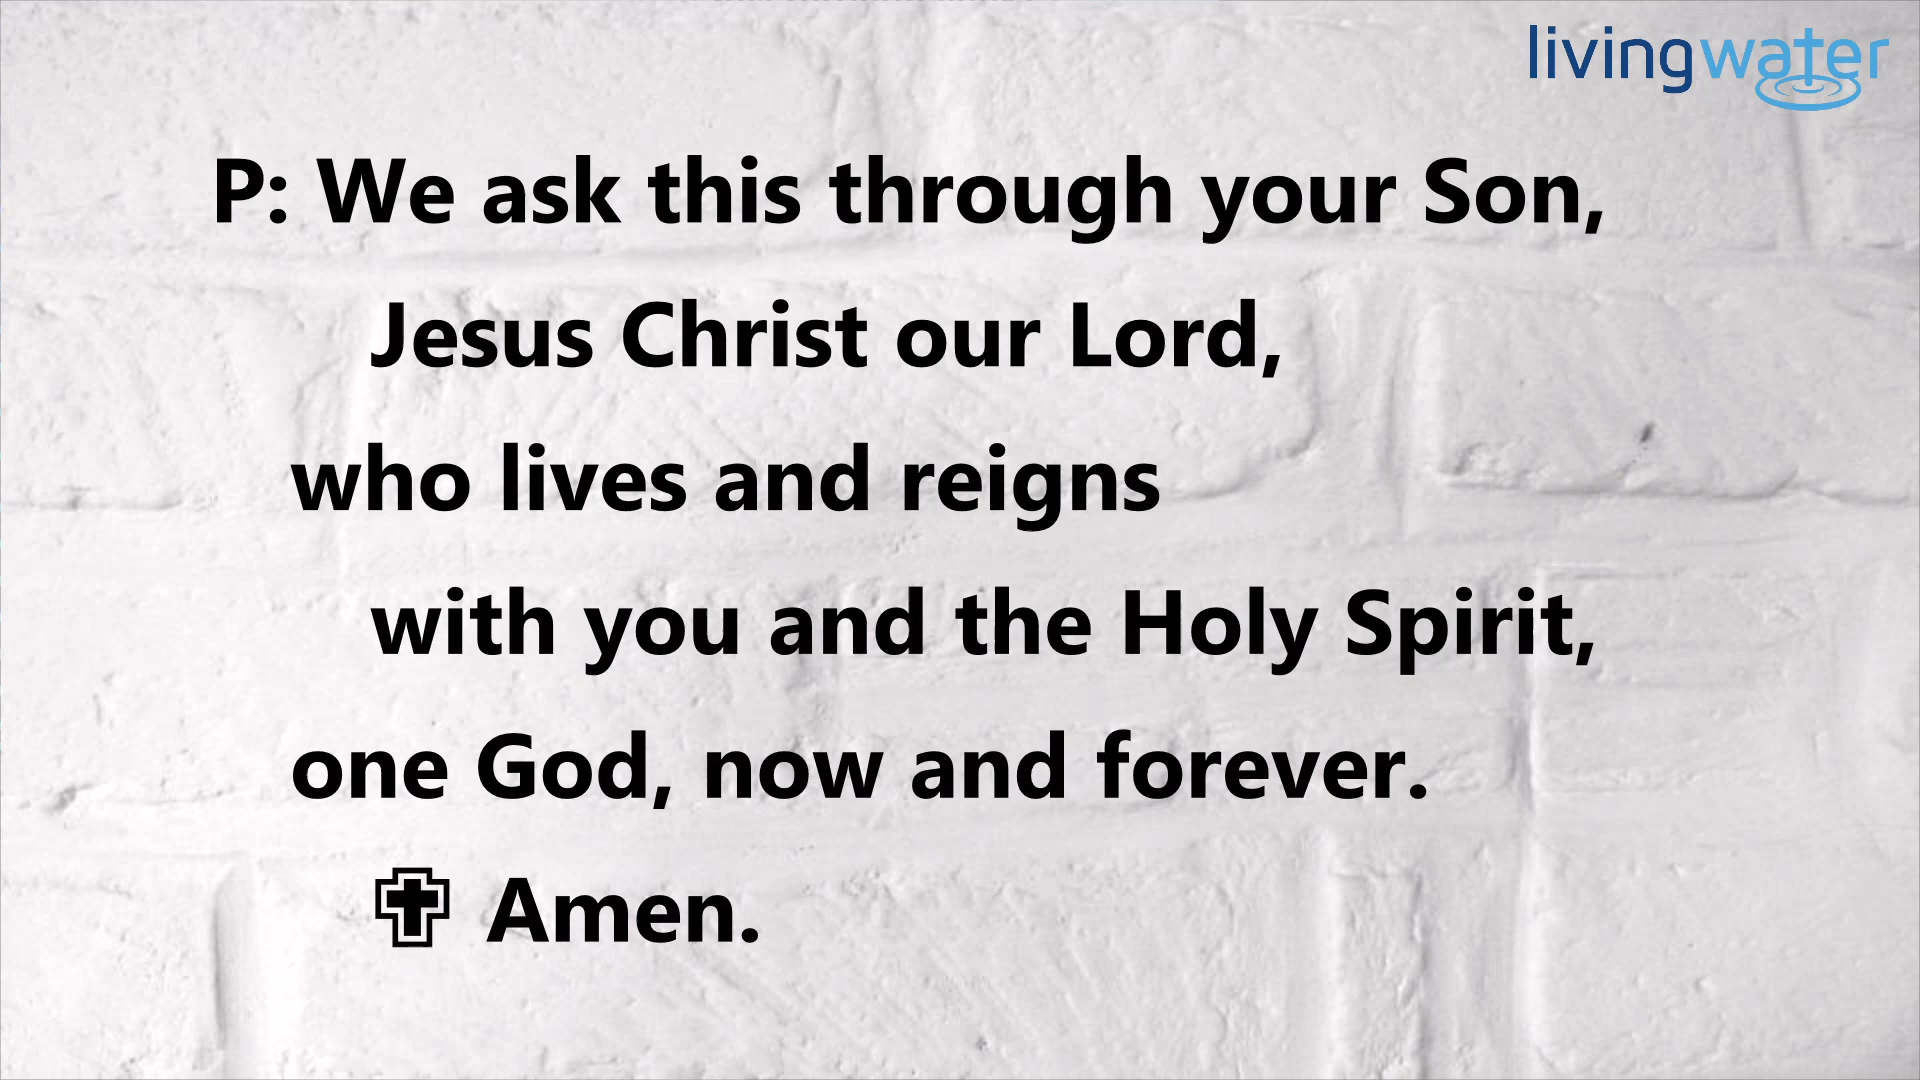 livingwater
P: We ask this through your Son,
Jesus Christ our Lord,
who lives and reigns
with you and the Holy Spirit,
one God, now and forever.
✞ Amen.